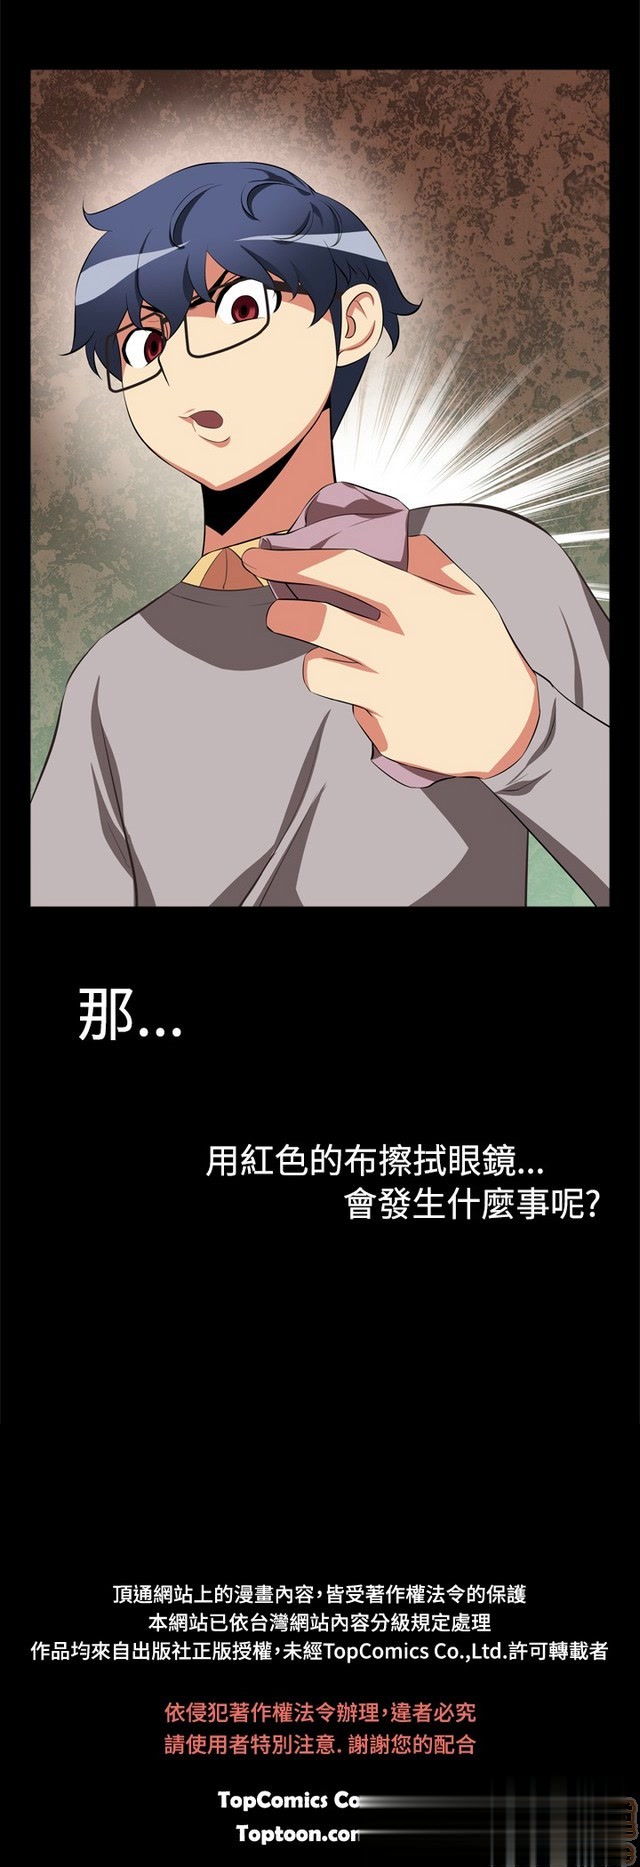 那...
用紅色的布擦拭眼鏡...
會發生什麼事呢?
頂通網站上的漫畫內容，皆受著作權法令的保護
本網站已依台灣網站內容分級規定處理
作品均來自出版社正版授權，未經TopComics Co.,Ltd.許可轉載者
依侵犯著作權法令辦理，違者必究
請使用者特別注意. 謝謝您的配合
TopComics Co
Toptoon.com